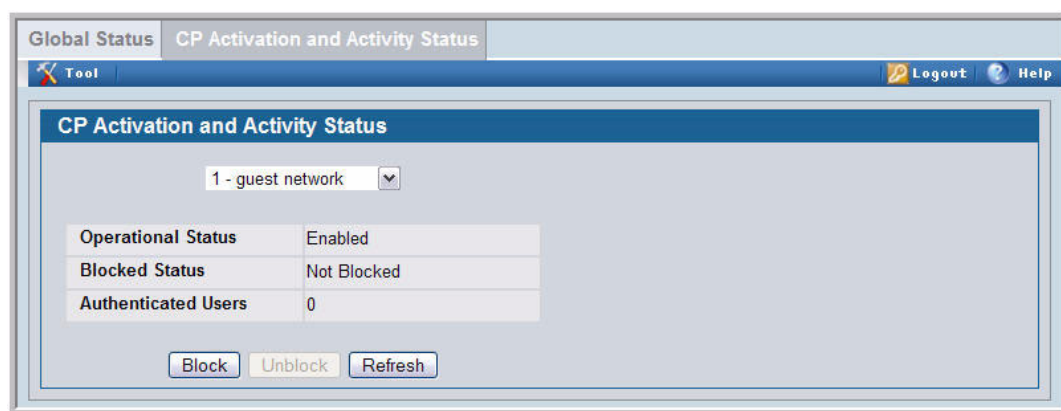 Global Status CP Activation and Activity Status
Tool Logout Help
CP Activation and Activity Status
1 - guest network
Operational Status Enabled
Blocked Status Not Blocked
Authenticated Users 0
Block Unblock Refresh